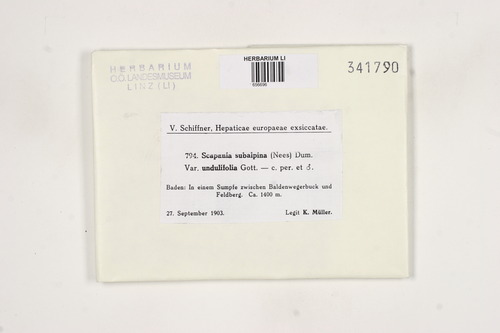 HERBARIUM
O.Ö. LANDESMUSEUM
LINZ (LI)
HERBARIUM LI
341790
V. Schiffner, Hepaticae europaeae exsiccatae.
794. Scapania subalpina (Nees) Dum.
Var. undulifolia Gott. — c. per. et ♂.
Baden: In einem Sumpfe zwischen Baldenwegerbuck und
Feldberg. Ca. 1400 m.
27. September 1903. Legit K. Müller.